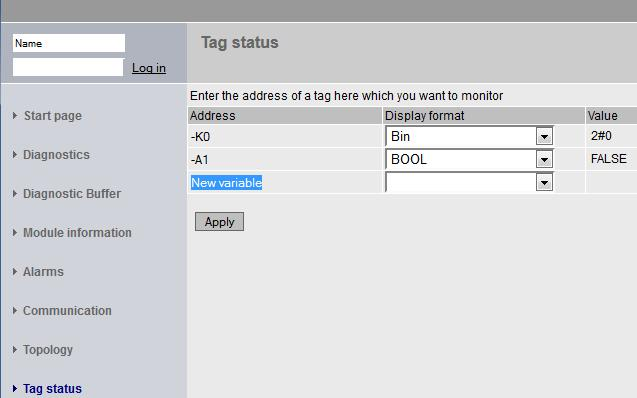 Name
Log in
Tag status
Start page
Diagnostics
Diagnostic Buffer
Module information
Alarms
Communication
Topology
Tag status
Enter the address of a tag here which you want to monitor
Address Display format Value
-K0 Bin 2#0
-A1 BOOL FALSE
New variable
Apply